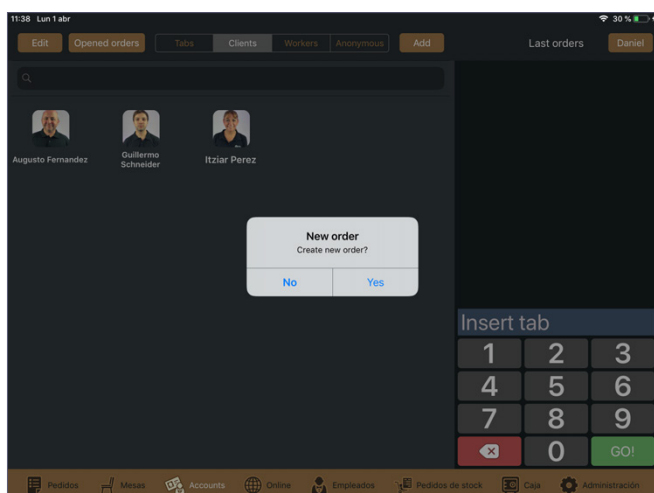 11:38 Lun 1 abr
30 %
Edit Opened orders Tabs Clients Workers Anonymous Add Last orders Daniel
Augusto Fernandez
Guillermo
Schneider
Itziar Perez
New order
Create new order?
No Yes
Insert tab
1 2 3
4 5 6
7 8 9
0 GO!
Pedidos Mesas Accounts Online Empleados Pedidos de stock Caja Administración